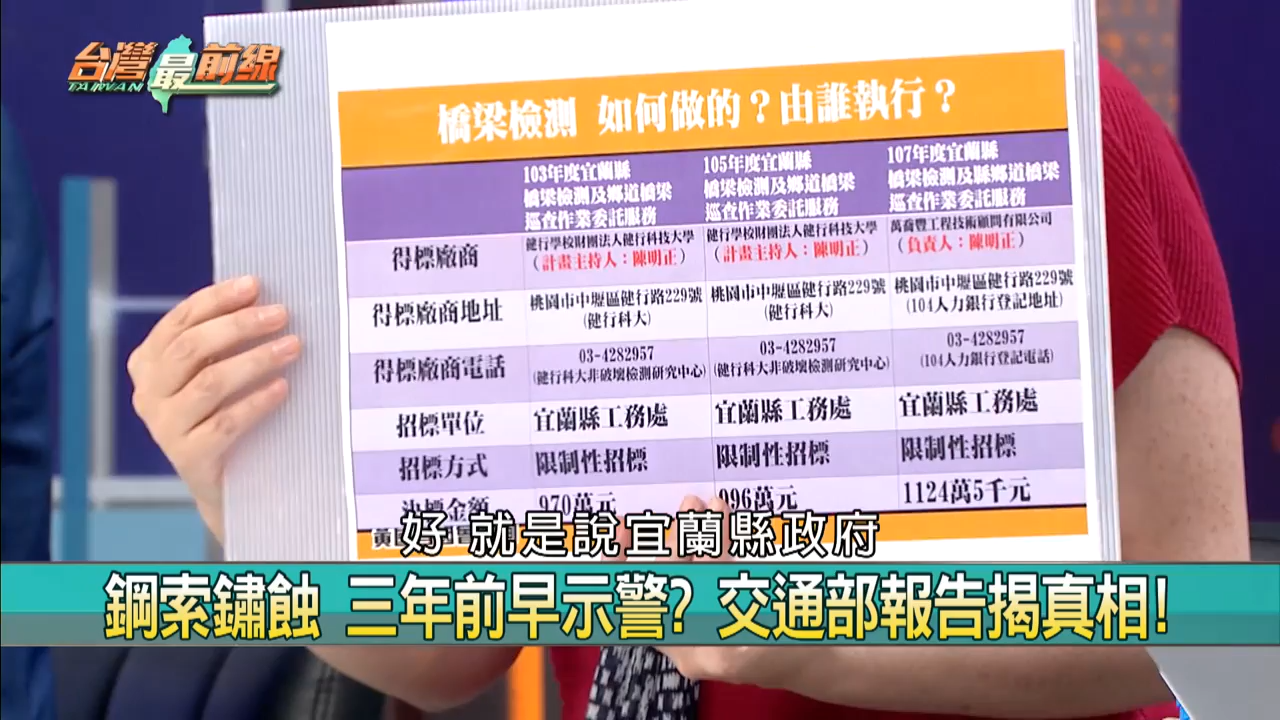 台灣最前線
TAIWAN
橋梁檢測 如何做的?由誰執行?
103年度宜蘭縣
橋梁檢測及鄉道橋梁
巡查作業委託服務
105年度宜蘭縣
橋梁檢測及鄉道橋梁
巡查作業委託服務
107年度宜蘭縣
橋梁檢測及縣鄉道橋梁
巡查作業委託服務
得標廠商
健行學校財團法人健行科技大學
(計畫主持人:陳明正)
健行學校財團法人健行科技大學
(計畫主持人:陳明正)
萬喬豐工程技術顧問有限公司
(負責人:陳明正)
得標廠商地址
桃園市中壢區健行路229號
(健行科大)
桃園市中壢區健行路229號
(健行科大)
桃園市中壢區健行路229號
(104人力銀行登記地址)
得標廠商電話
03-4282957
(健行科大非破壞檢測研究中心)
03-4282957
(健行科大非破壞檢測研究中心)
03-4282957
(104人力銀行登記電話)
招標單位
宜蘭縣工務處
宜蘭縣工務處
宜蘭縣工務處
招標方式
限制性招標
限制性招標
限制性招標
決標金額
970萬元
996萬元
1124萬5千元
好 就是說宜蘭縣政府
鋼索鏽蝕 三年前早示警? 交通部報告揭真相!